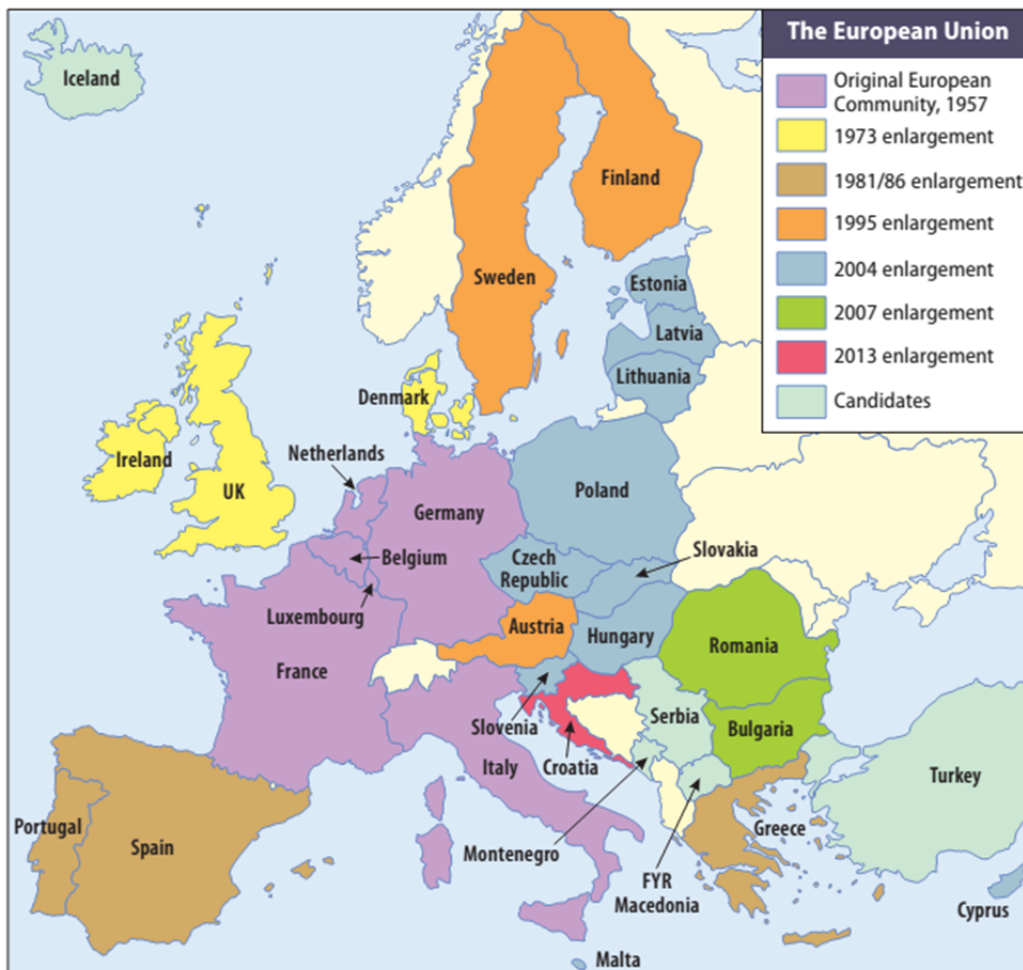 The European Union
Original European
Community, 1957
1973 enlargement
1981/86 enlargement
1995 enlargement
2004 enlargement
2007 enlargement
2013 enlargement
Candidates
Iceland
Finland
Sweden
Estonia
Latvia
Lithuania
Denmark
Ireland
UK
Netherlands
Germany
Poland
Belgium
Czech
Republic
Slovakia
Luxembourg
Austria
Hungary
France
Romania
Slovenia
Serbia
Bulgaria
Italy
Croatia
Turkey
Portugal
Spain
Greece
Montenegro
FYR
Macedonia
Cyprus
Malta